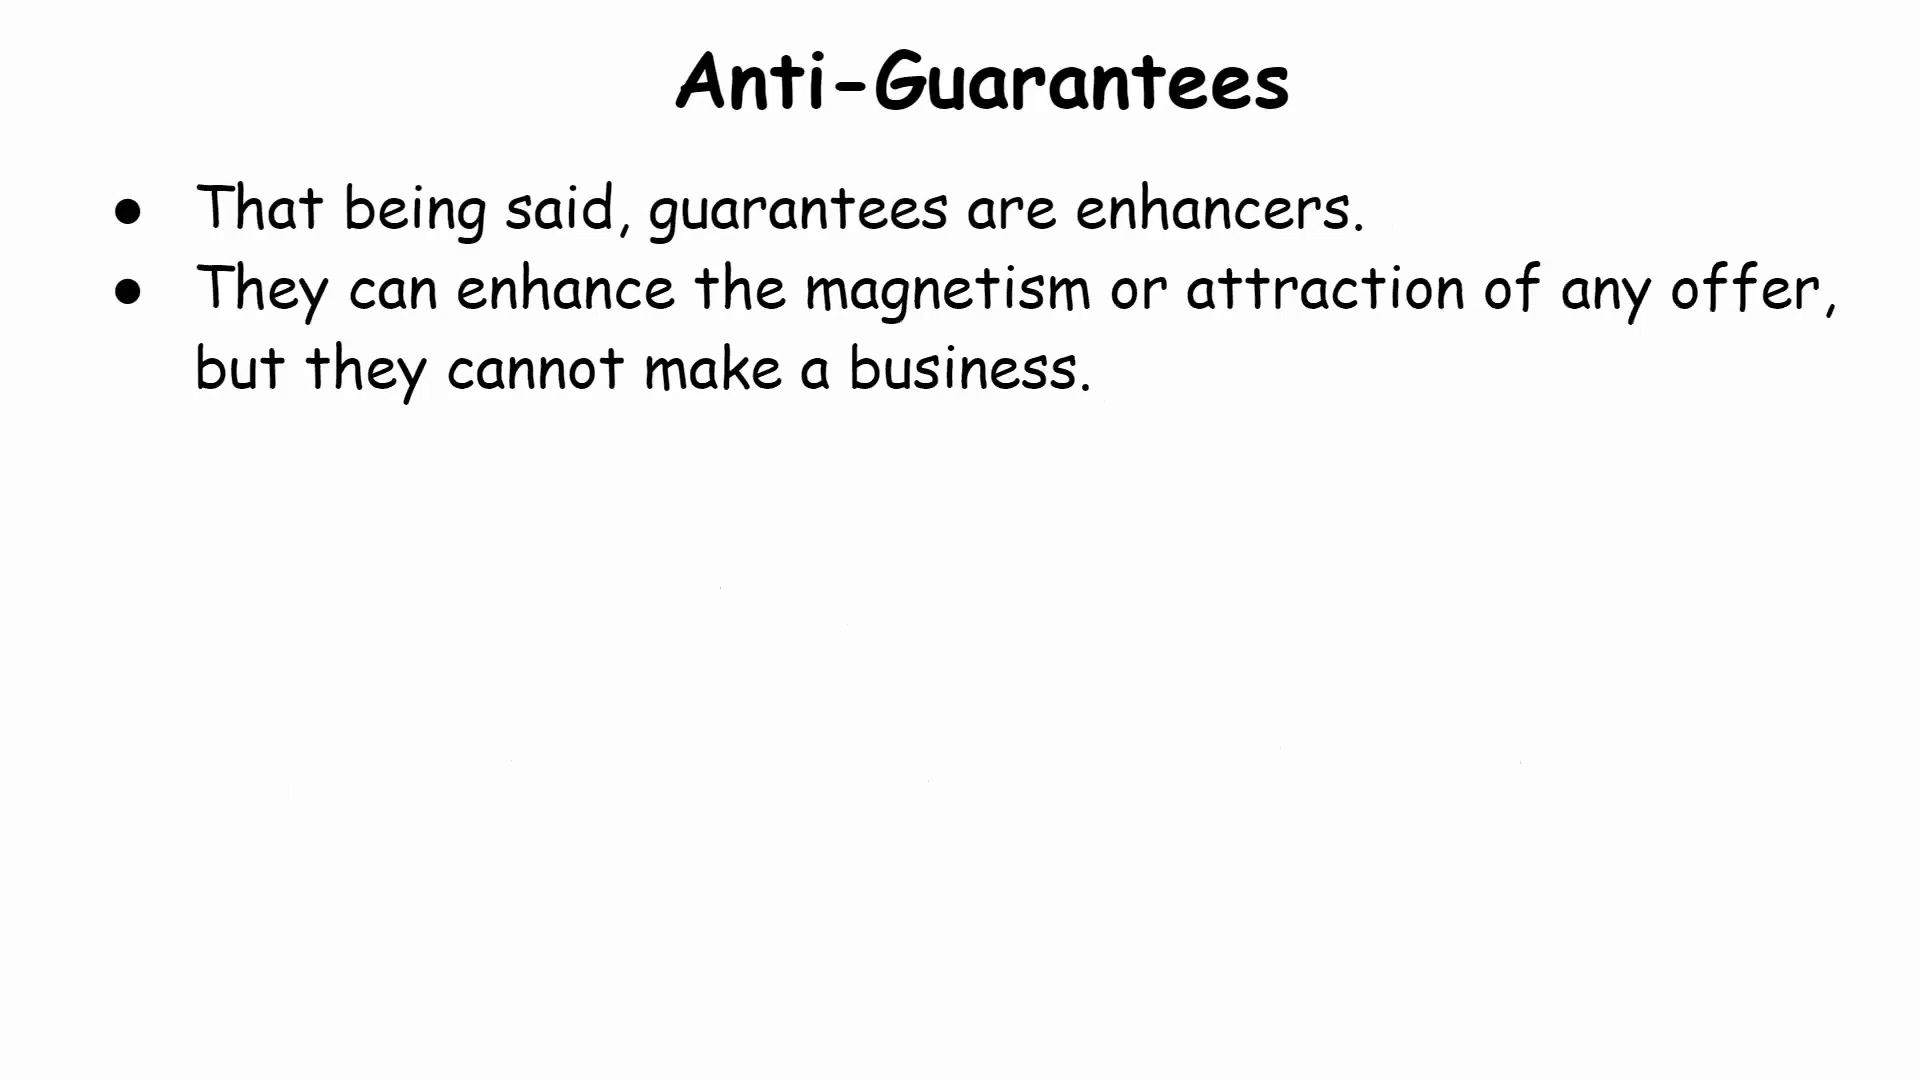 Anti-Guarantees
● That being said, guarantees are enhancers.
● They can enhance the magnetism or attraction of any offer,
but they cannot make a business.